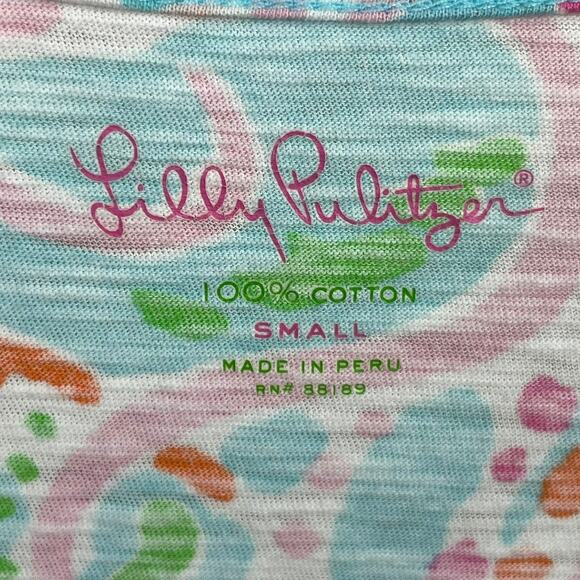 Lilly Pulitzer®
100% COTTON
SMALL
MADE IN PERU
RN# 88189